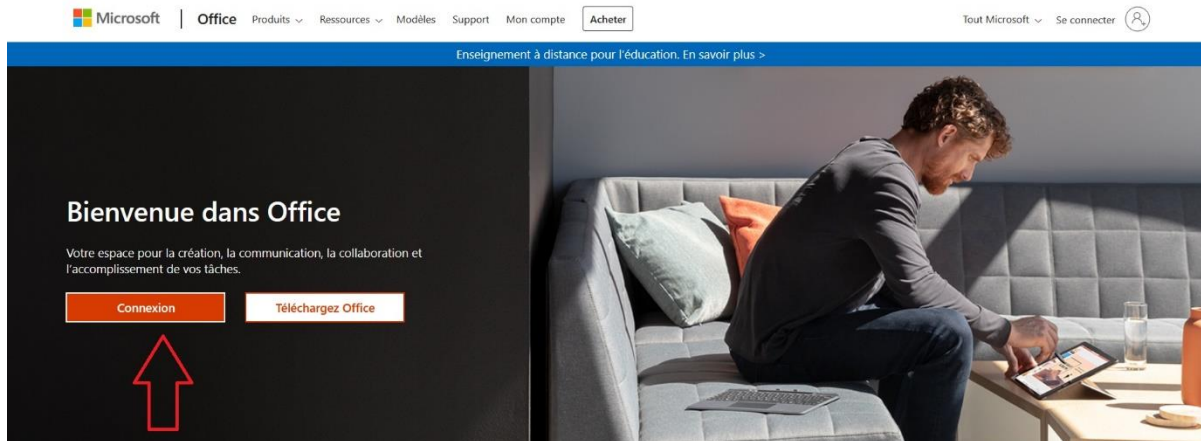 Microsoft Office Produits Ressources Modèles Support Mon compte Acheter Tout Microsoft Se connecter
Enseignement à distance pour l'éducation. En savoir plus >
Bienvenue dans Office
Votre espace pour la création, la communication, la collaboration et
l'accomplissement de vos tâches.
Connexion Téléchargez Office